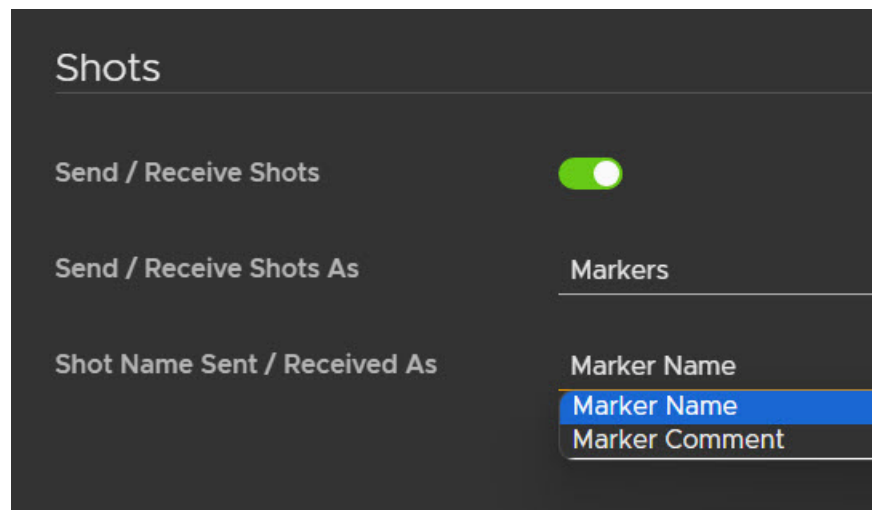 Shots
Send / Receive Shots
Send / Receive Shots As
Markers
Shot Name Sent / Received As
Marker Name
Marker Name
Marker Comment